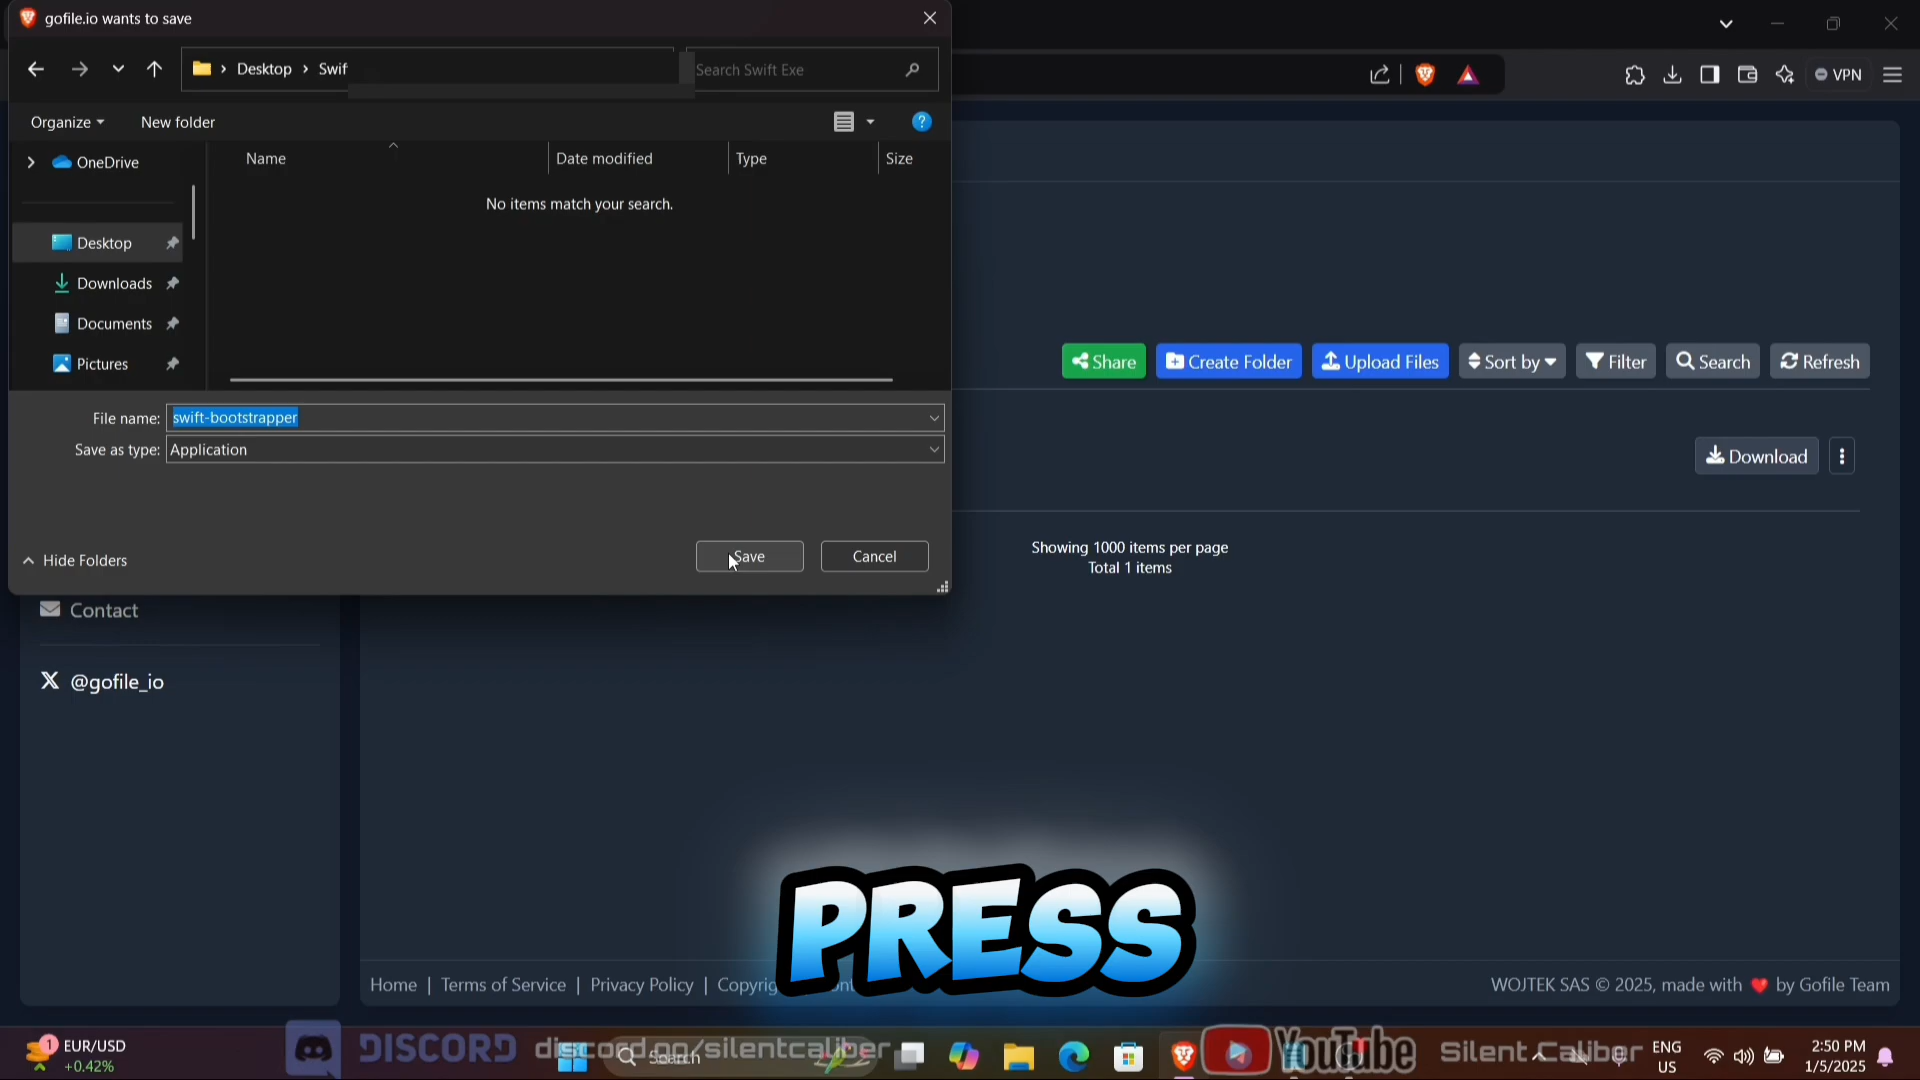 gofile.io wants to save
Desktop
Swif
Search Swift Exe
VPN
Organize
New folder
OneDrive
Name
Date modified
Type
Size
No items match your search.
Desktop
Downloads
Documents
Pictures
Share
Create Folder
Upload Files
Sort by
Filter
Search
Refresh
File name: swift-bootstrapper
Save as type: Application
Download
Hide Folders
Save
Cancel
Showing 1000 items per page
Total 1 items
Contact
@gofile_io
PRESS
Home | Terms of Service | Privacy Policy |
WOJTEK SAS © 2025, made with ❤ by Gofile Team
1
EUR/USD
+0.42%
DISCORD discord.gg/silentcaliber
Search
YouTube Silent Caliber
ENG
US
2:50 PM
1/5/2025